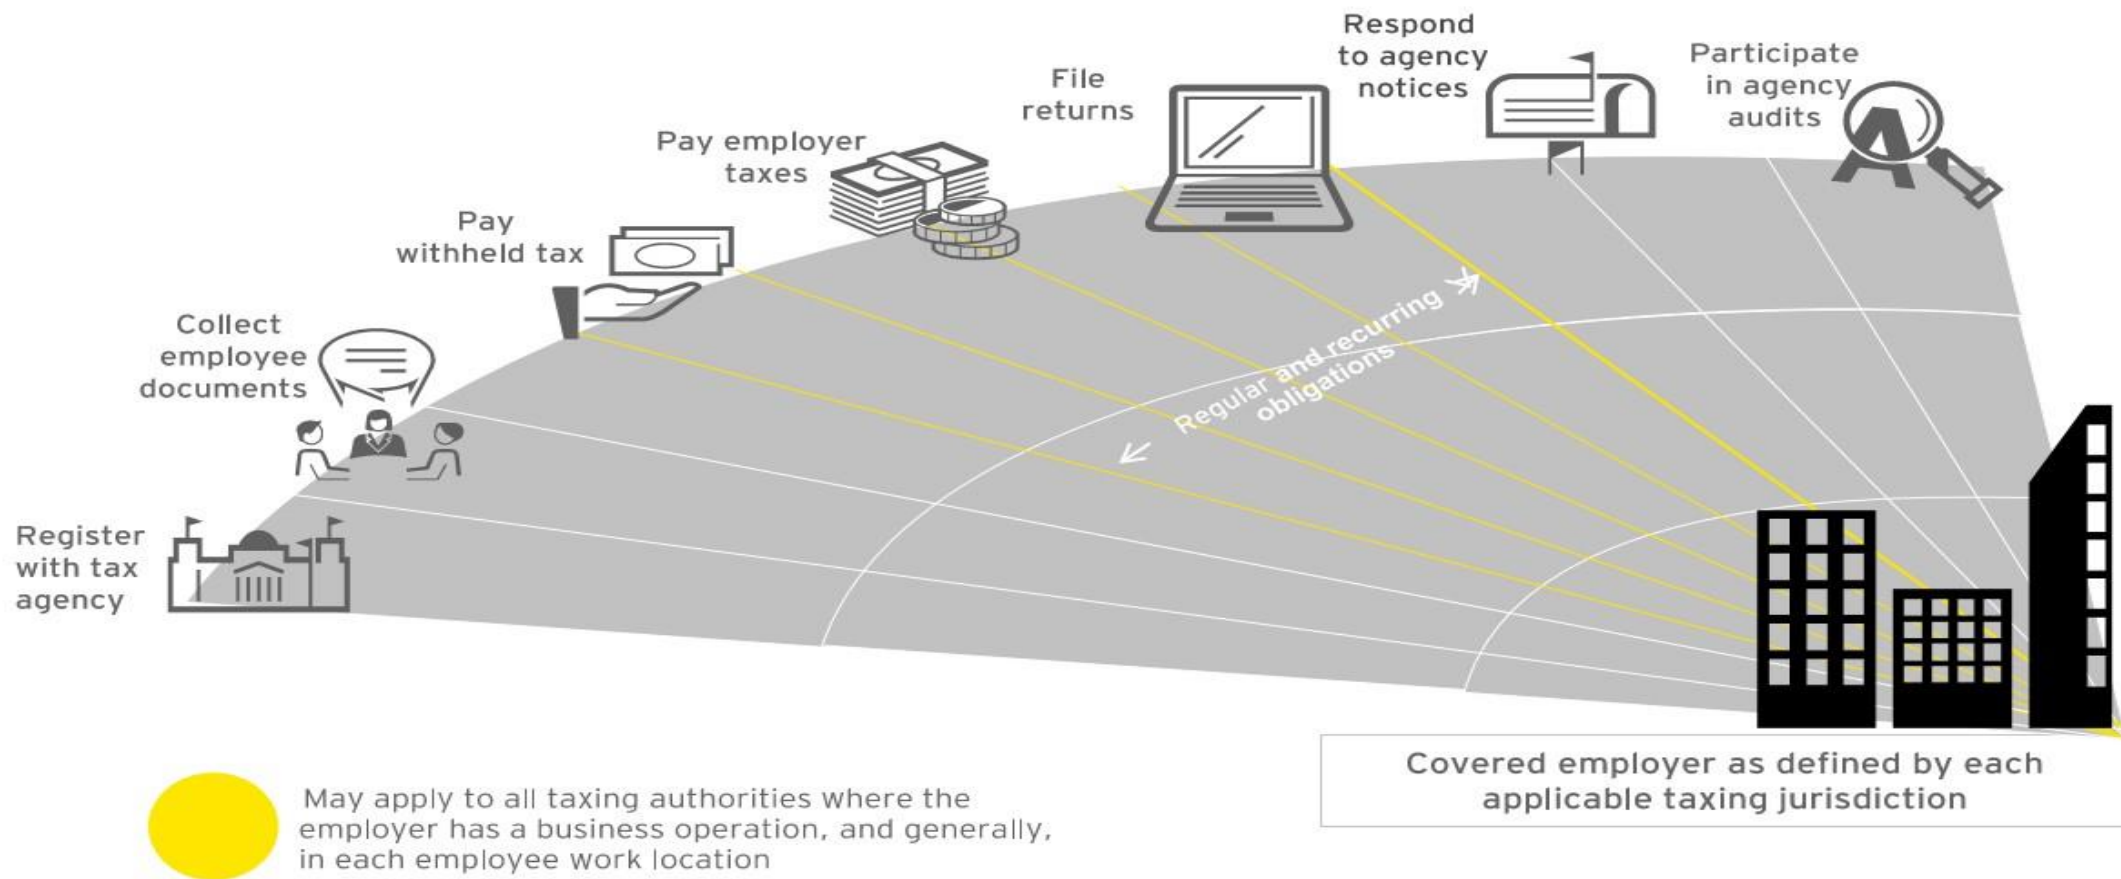 Respond
to agency
notices
Participate
in agency
audits
File
returns
Pay employer
taxes
Pay
withheld tax
Collect
employee
documents
Register
with tax
agency
Regular and recurring
obligations
Covered employer as defined by each
applicable taxing jurisdiction
May apply to all taxing authorities where the
employer has a business operation, and generally,
in each employee work location